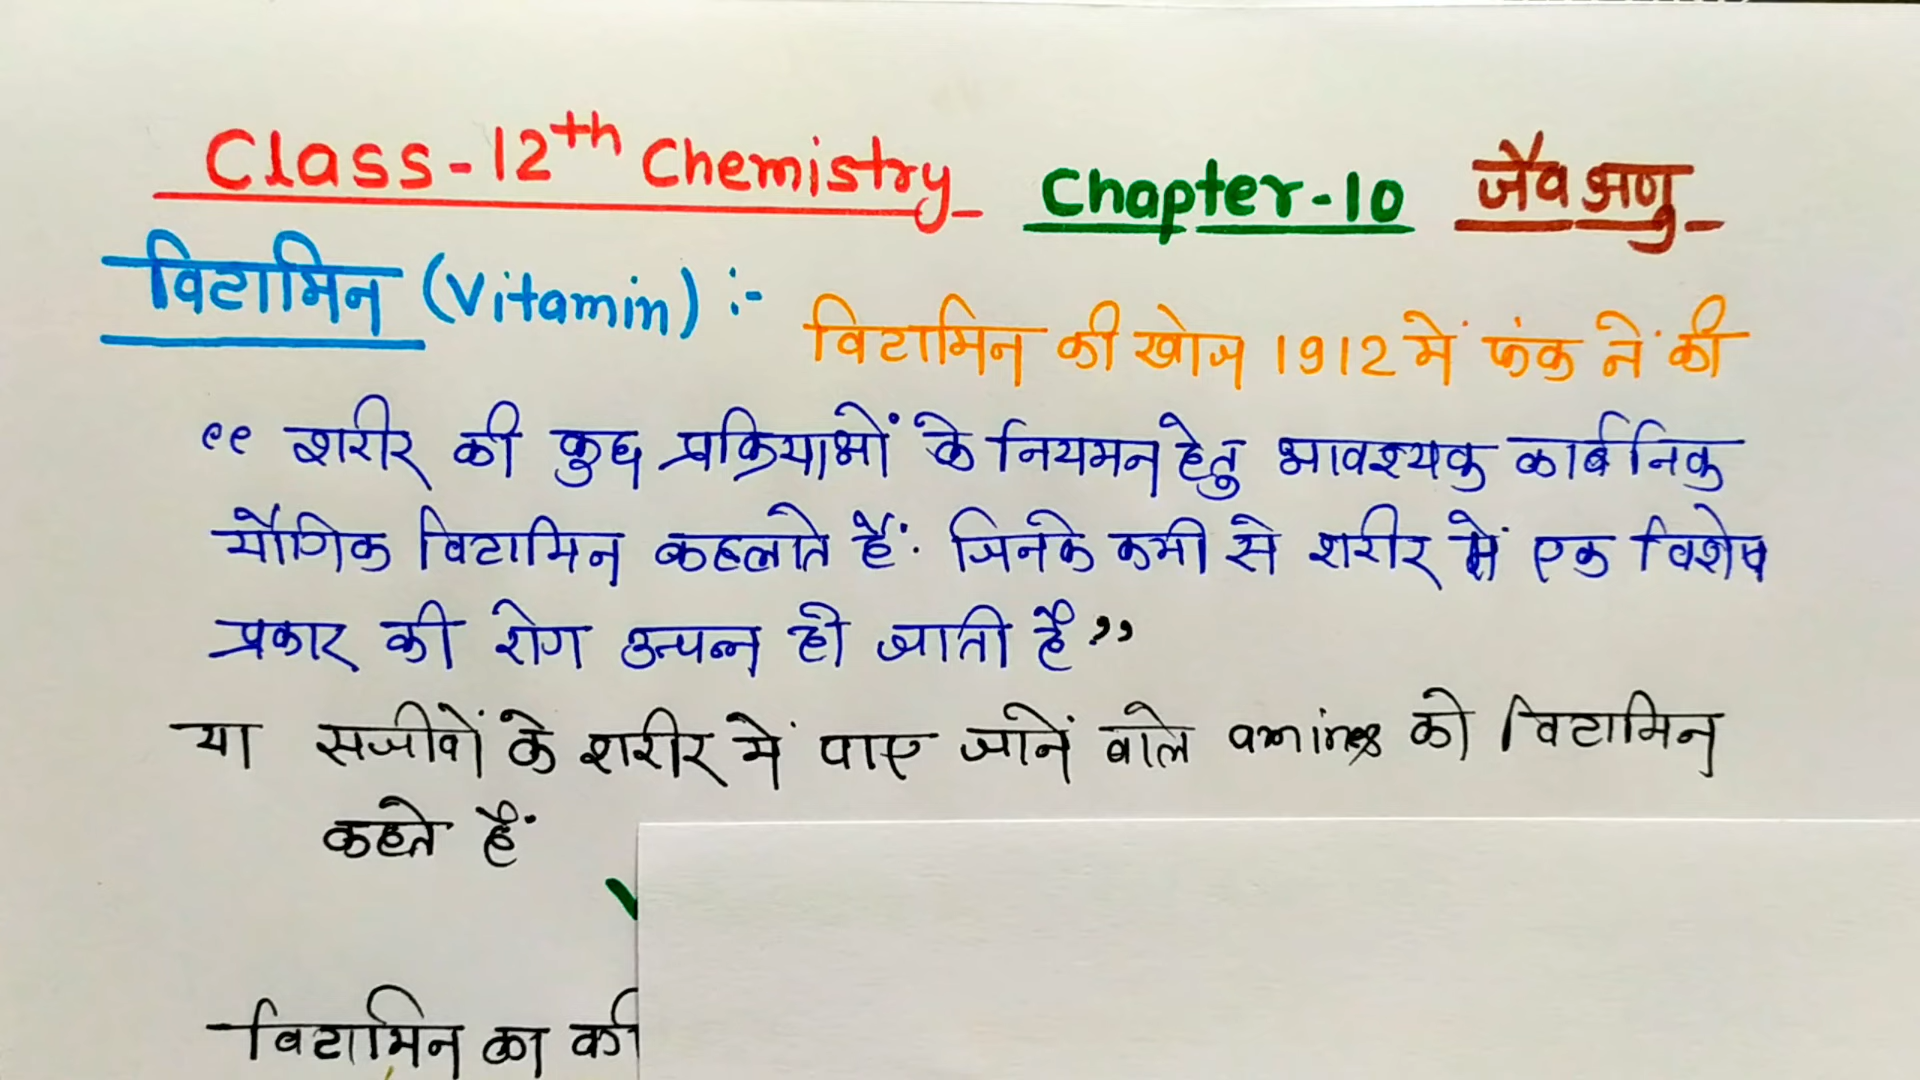 Class-12th Chemistry Chapter-10 जैव अणु
विटामिन (Vitamin) :-
विटामिन की खोज 1912 में फंक नें की
“ शरीर की कुछ प्रक्रियाओं के नियमन हेतु आवश्यक कार्बनिक
यौगिक विटामिन कहलाते हैं. जिनके कमी से शरीर में एक विशेष
प्रकार की रोग उत्पन्न हो जाती है ”
या सजीवों के शरीर में पाए जानें वाले amines को विटामिन
कहते हैं
विटामिन का